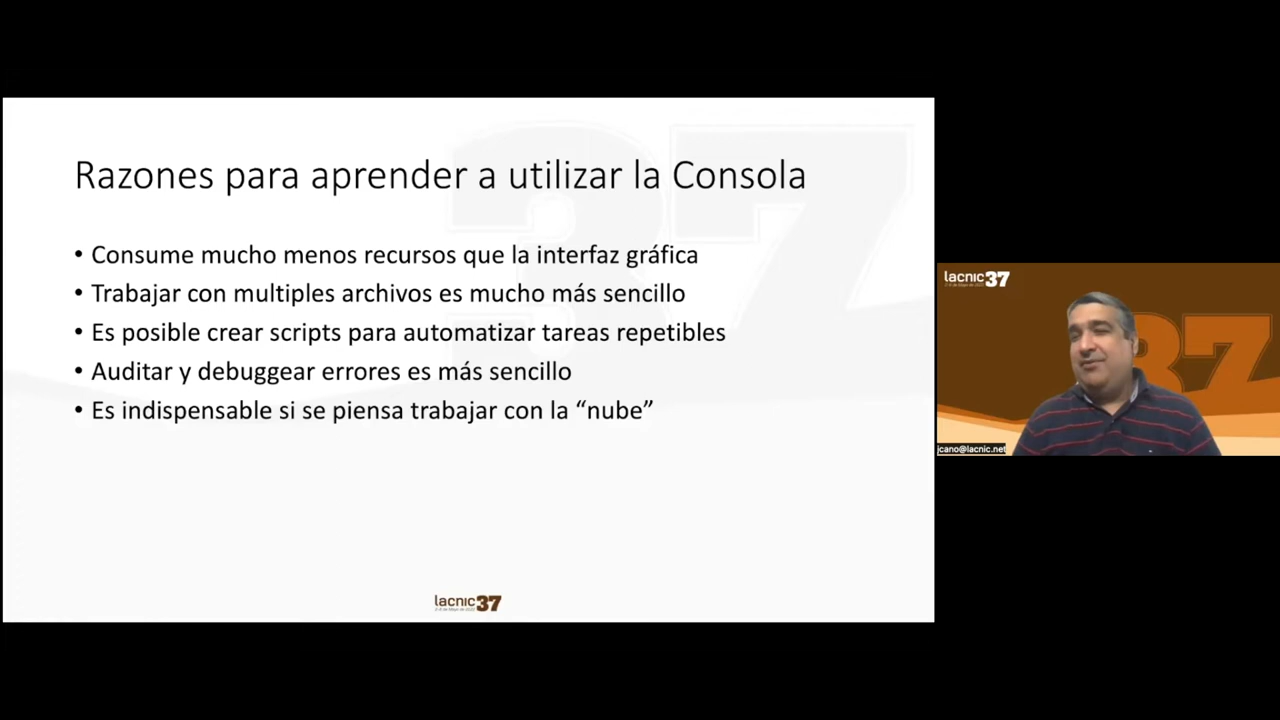 Razones para aprender a utilizar la Consola
• Consume mucho menos recursos que la interfaz gráfica
• Trabajar con multiples archivos es mucho más sencillo
• Es posible crear scripts para automatizar tareas repetibles
• Auditar y debuggear errores es más sencillo
• Es indispensable si se piensa trabajar con la “nube”
lacnic37
lacnic37
37
jcano@lacnic.net